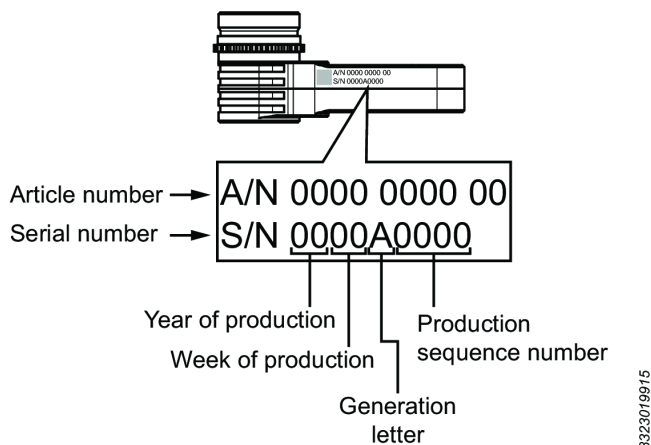 A/N 0000 0000 00
S/N 0000A0000
Article number
A/N 0000 0000 00
Serial number
S/N 0000A0000
Year of production
Production
sequence number
Week of production
Generation
letter
3323019915